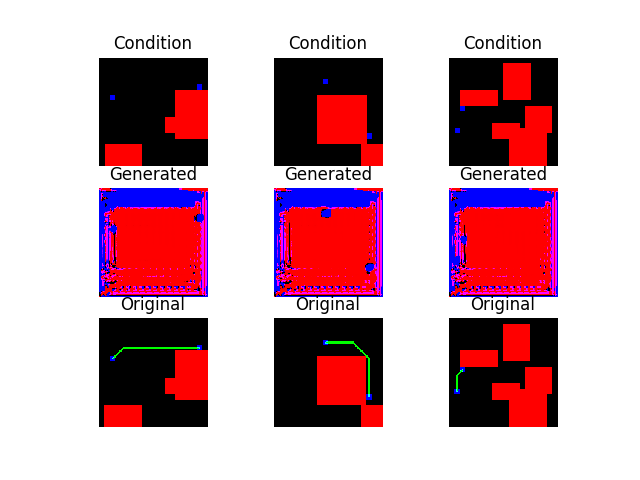 Condition Condition Condition
Generated Generated Generated
Original Original Original